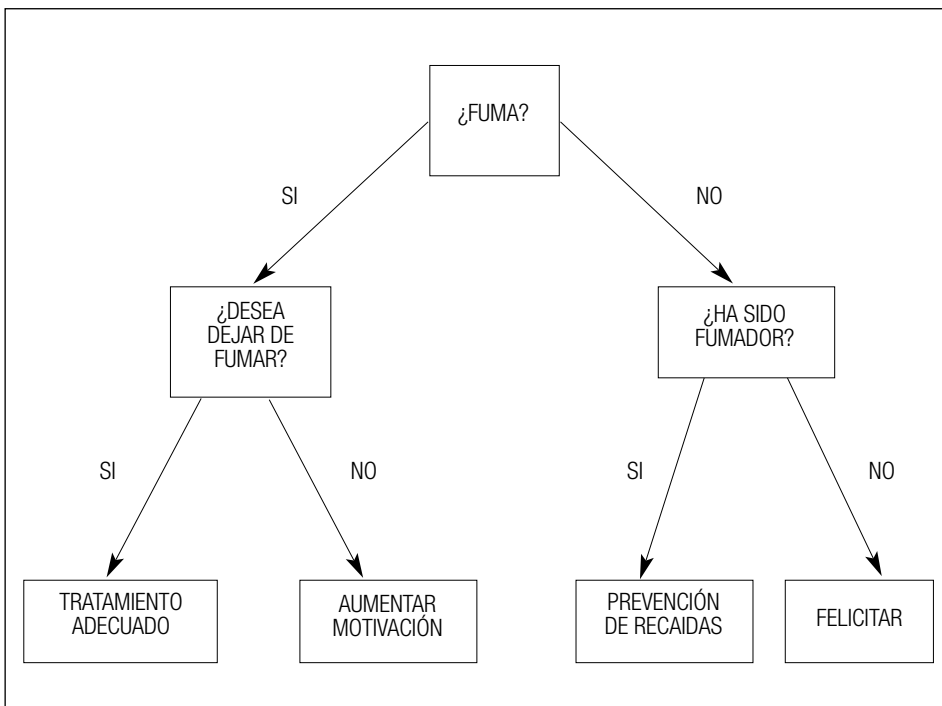 ¿FUMA?
SI
NO
¿DESEA
DEJAR DE
FUMAR?
¿HA SIDO
FUMADOR?
SI
NO
SI
NO
TRATAMIENTO
ADECUADO
AUMENTAR
MOTIVACIÓN
PREVENCIÓN
DE RECAIDAS
FELICITAR